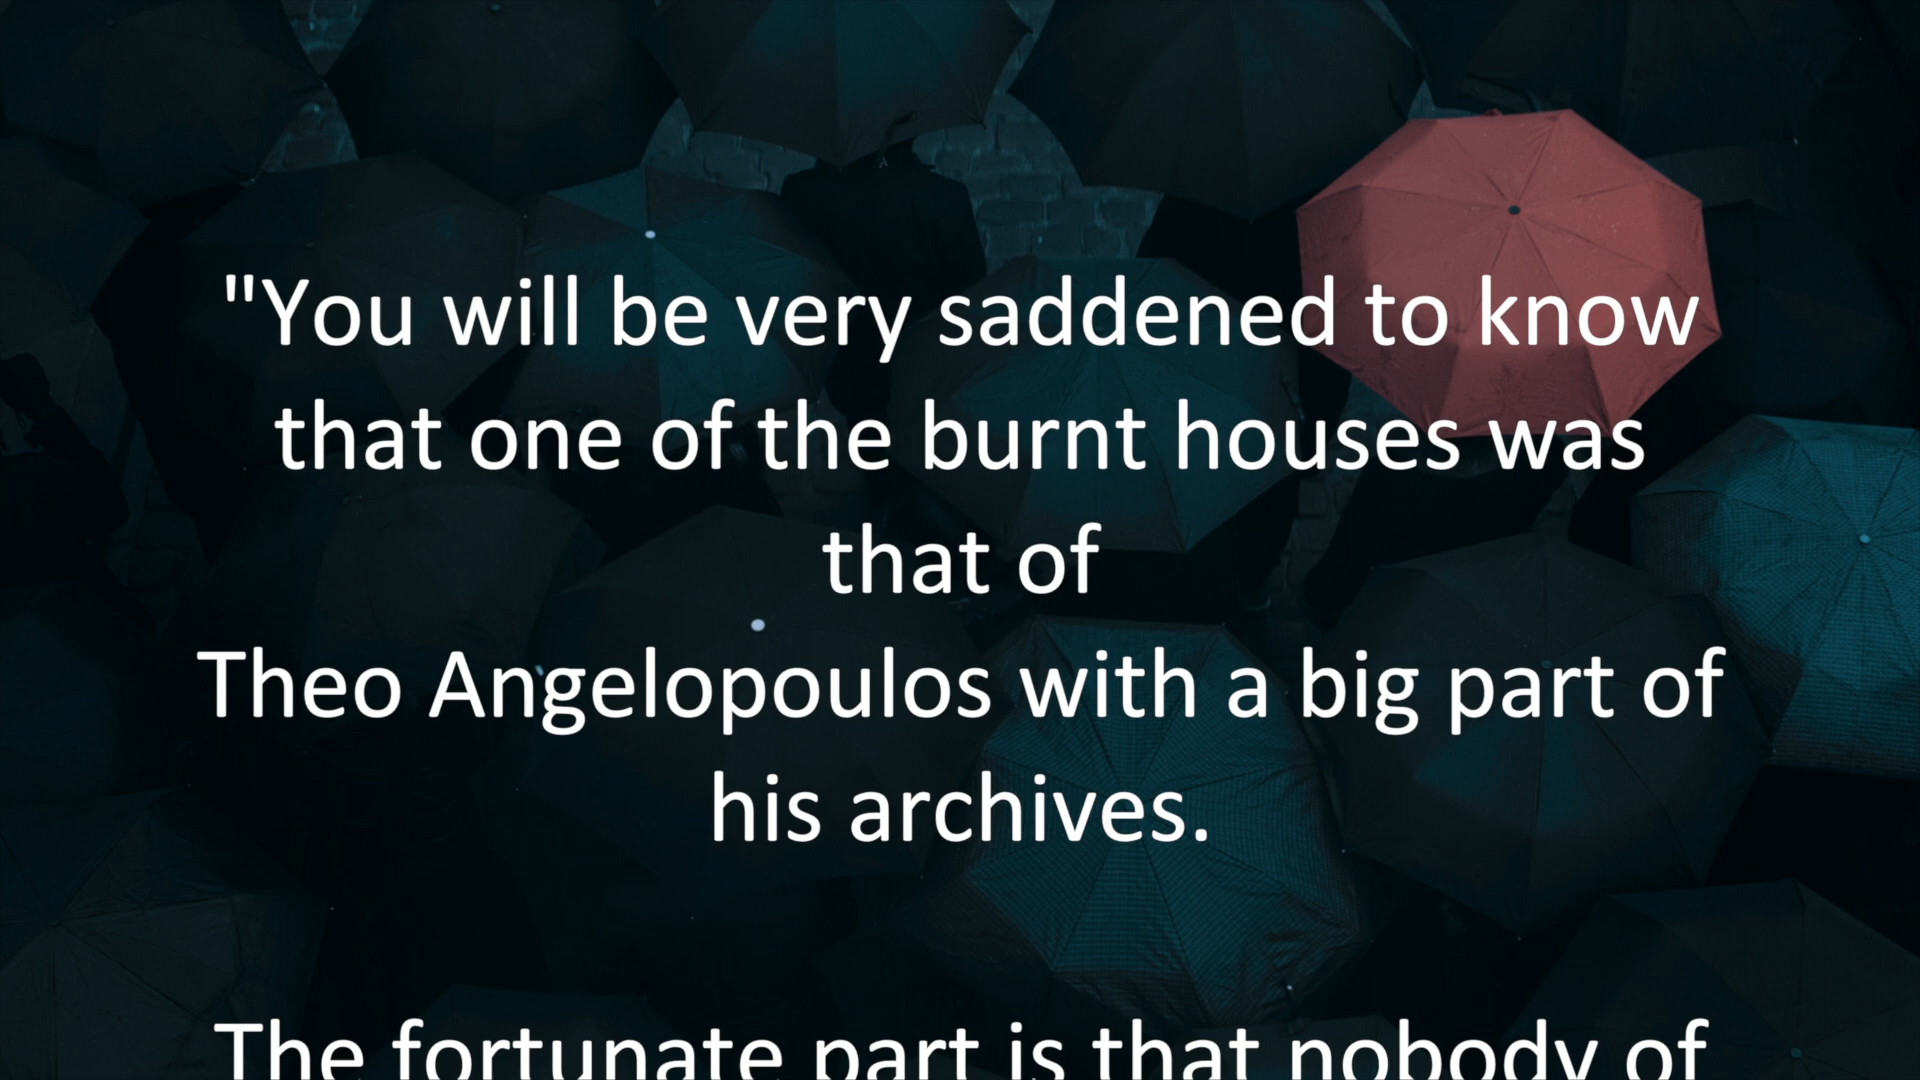 "You will be very saddened to know
that one of the burnt houses was
that of
Theo Angelopoulos with a big part of
his archives.
The fortunate part is that nobody of